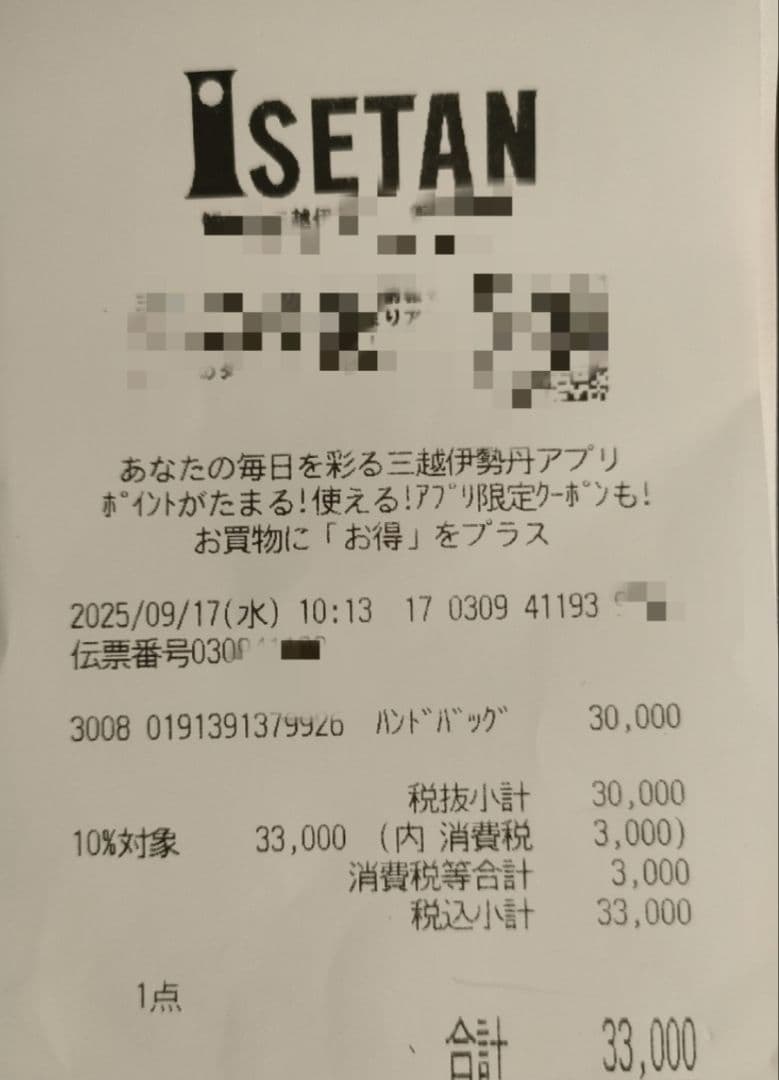 ISETAN
あなたの毎日を彩る三越伊勢丹アプリ
ﾎﾟｲﾝﾄがたまる!使える!ｱﾌﾟﾘ限定ｸｰﾎﾟﾝも!
お買物に「お得」をプラス
2025/09/17(水) 10:13 17 0309 41193
伝票番号030
3008 0191391379926 ﾊﾝﾄﾞﾊﾞｯｸﾞ 30,000
税抜小計 30,000
10%対象 33,000 (内 消費税 3,000)
消費税等合計 3,000
税込小計 33,000
1点
合計 33,000